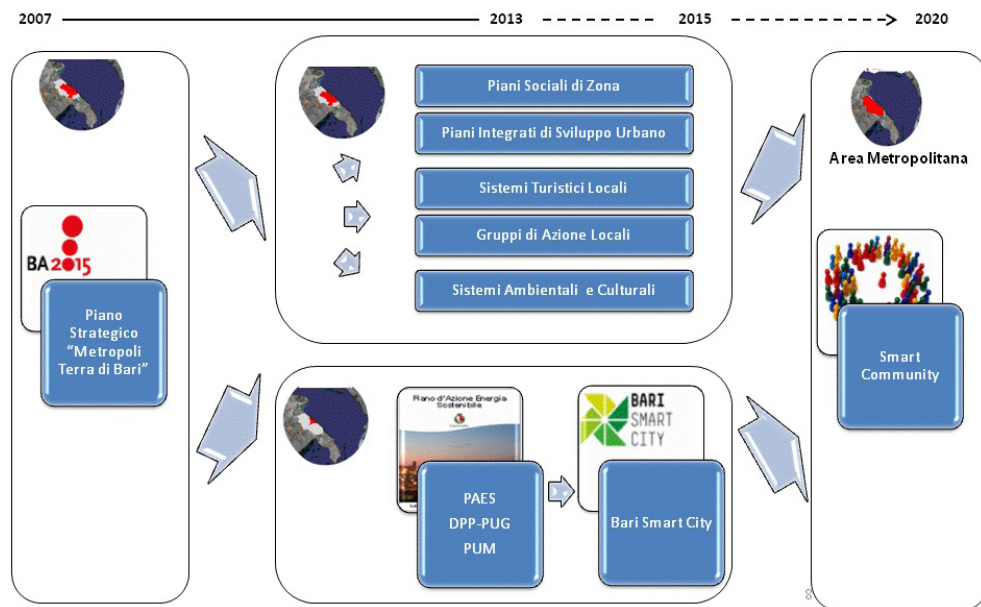 2007
2013
2015
2020
Piani Sociali di Zona
Piani Integrati di Sviluppo Urbano
Sistemi Turistici Locali
Gruppi di Azione Locali
Sistemi Ambientali e Culturali
Area Metropolitana
BA2015
Piano
Strategico
“Metropoli
Terra di Bari”
Smart
Community
Piano d'Azione Energia
Sostenibile
PAES
DPP-PUG
PUM
BARI
SMART
CITY
Bari Smart City
8